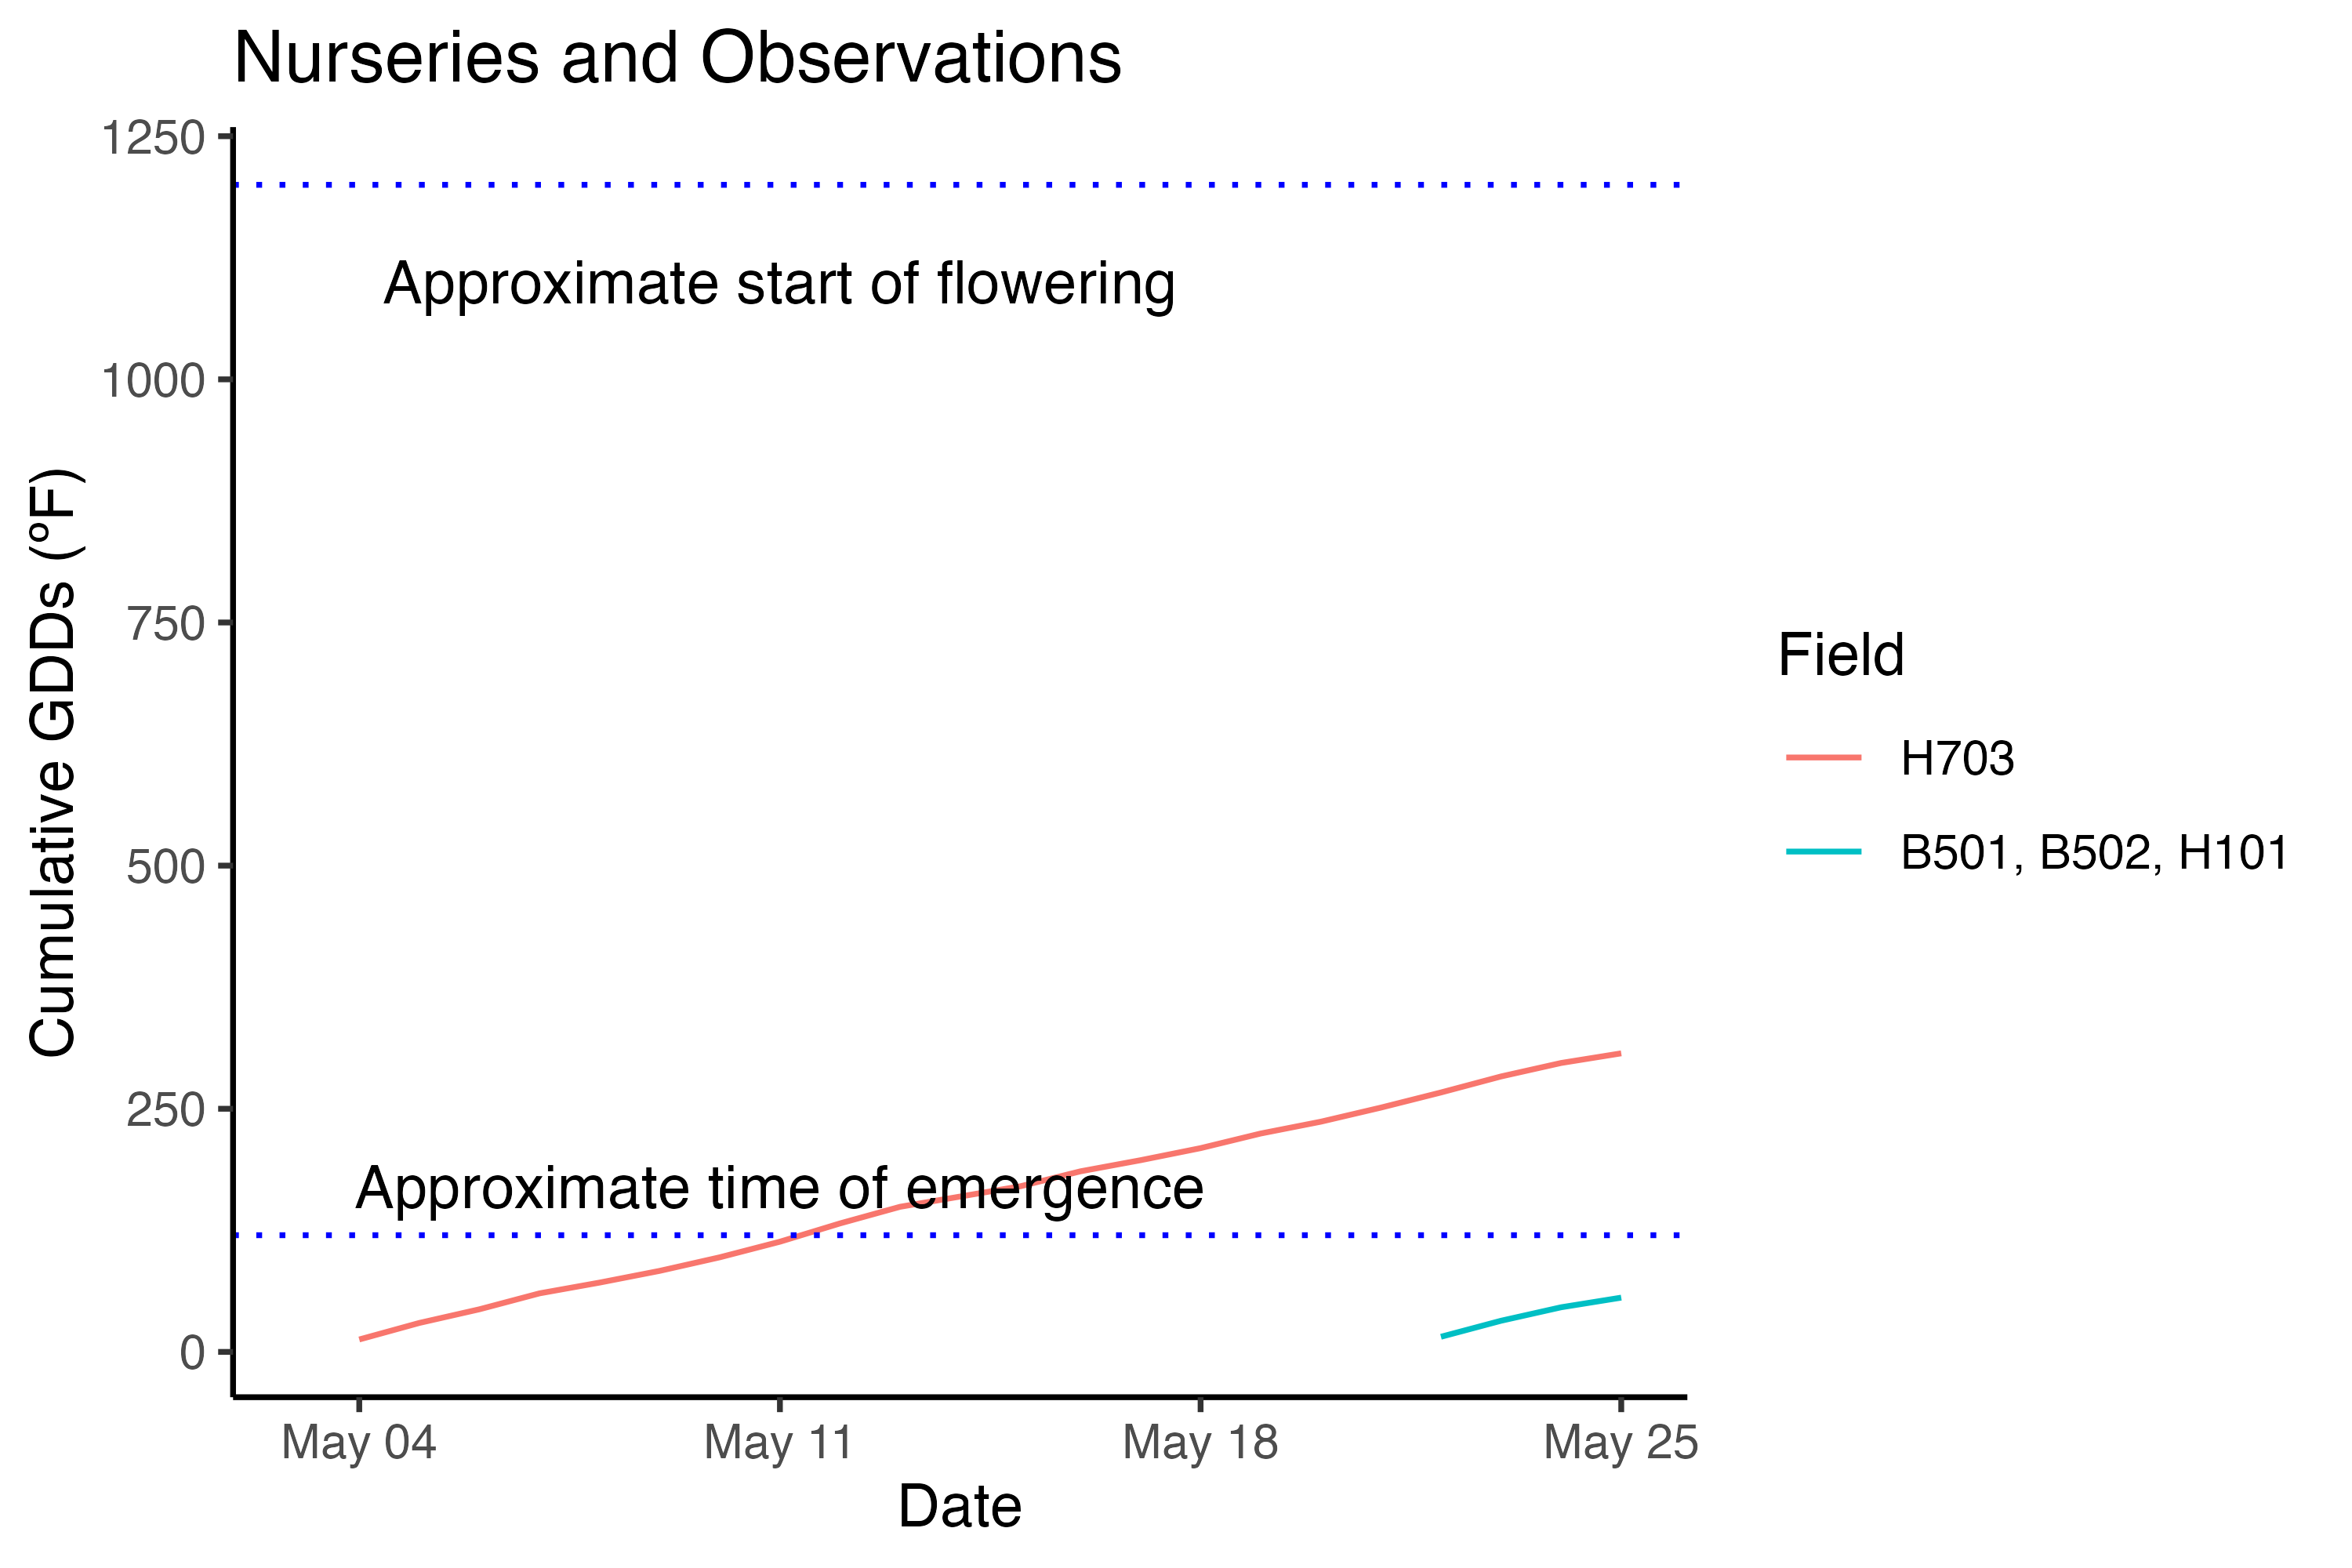 Nurseries and Observations
1250
1000
750
500
250
0
Cumulative GDDs (ºF)
Approximate start of flowering
Approximate time of emergence
May 04
May 11
May 18
May 25
Date
Field
H703
B501, B502, H101